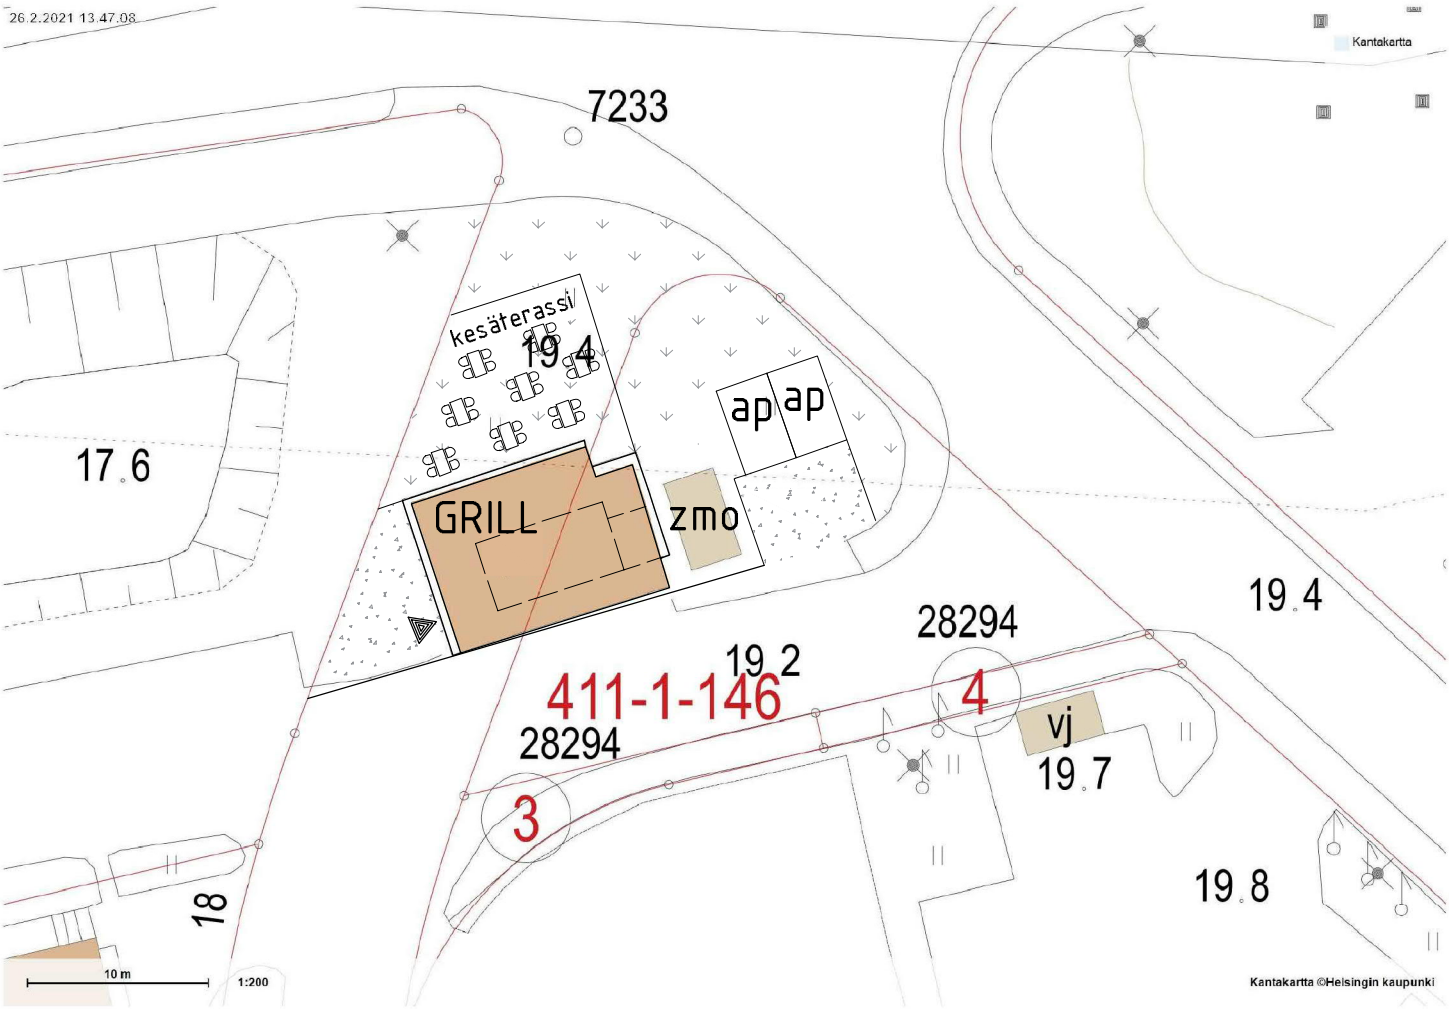 26.2.2021 13.47.08
Kantakartta
7233
kesäterassi
19.4
ap
ap
17.6
GRILL
zmo
19.4
28294
19.2
4
411-1-146
vj
28294
19.7
3
19.8
18
10 m
1:200
Kantakartta ©Helsingin kaupunki